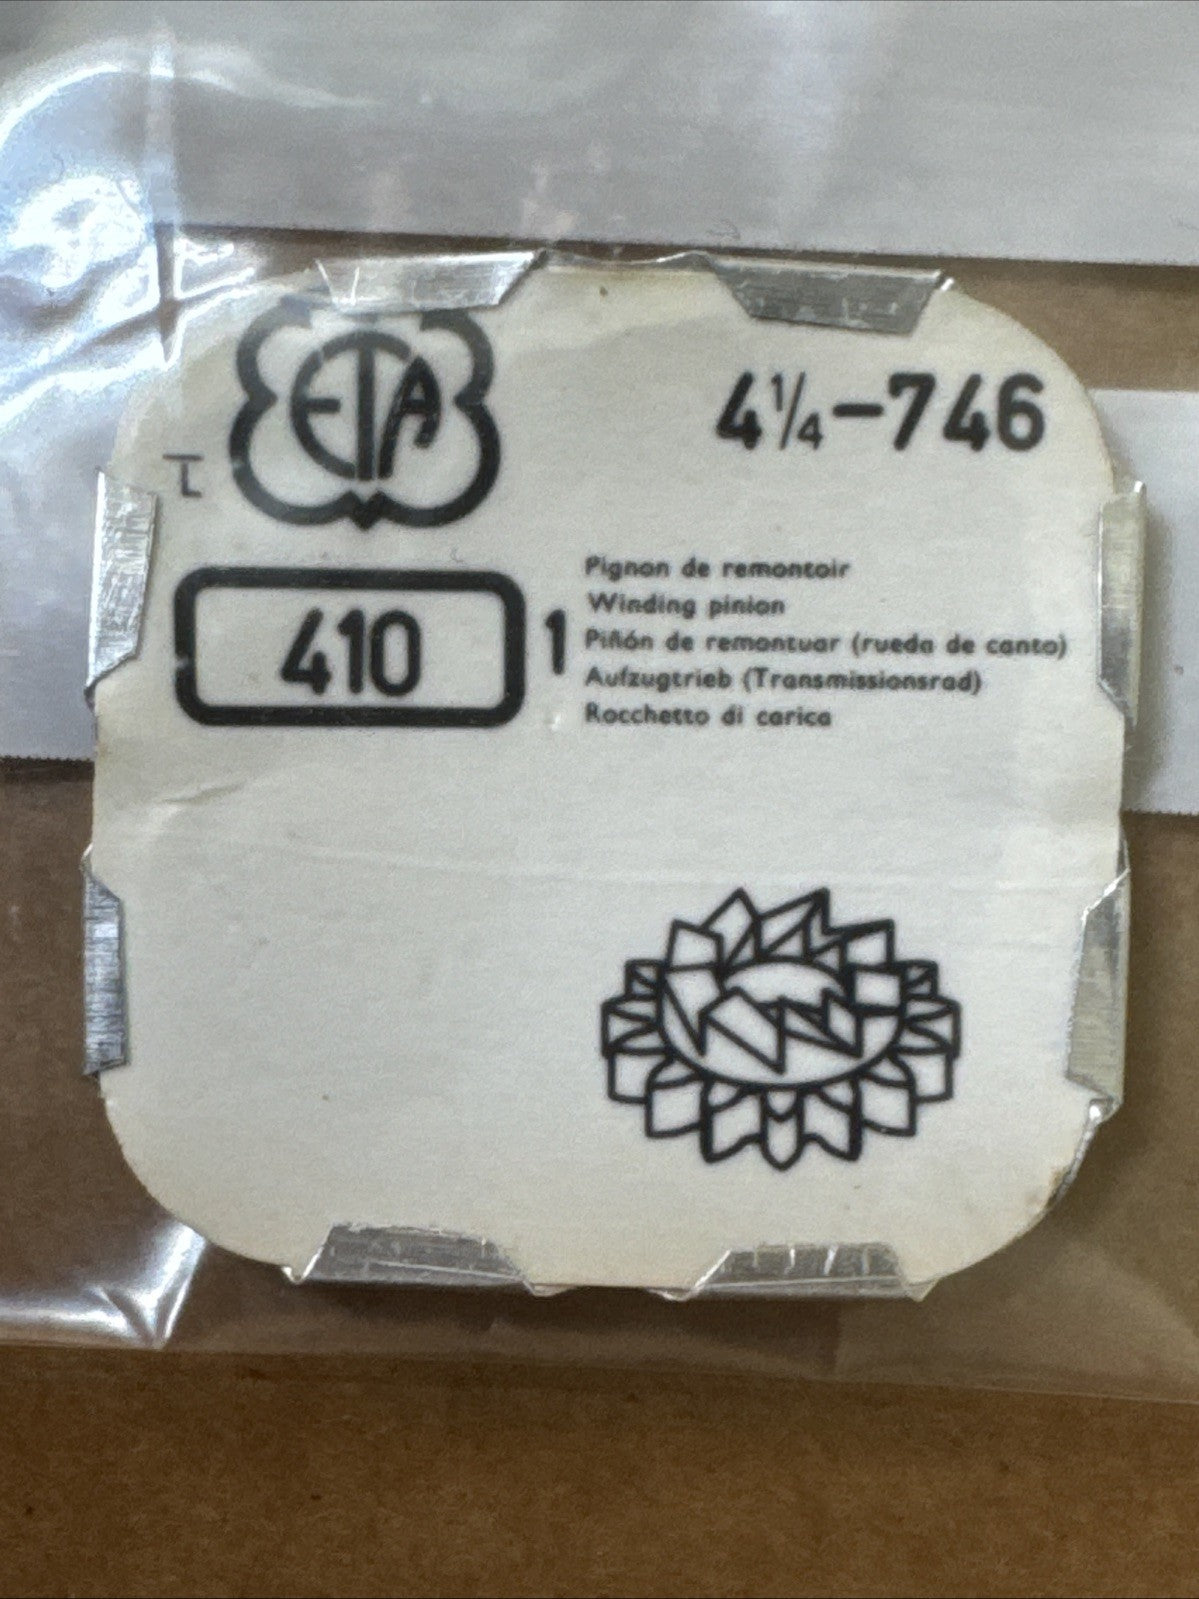 ETA
4¼–746
410 1
Pignon de remontoir
Winding pinion
Piñón de remontuar (rueda de canto)
Aufzugtrieb (Transmissionsrad)
Rocchetto di carica